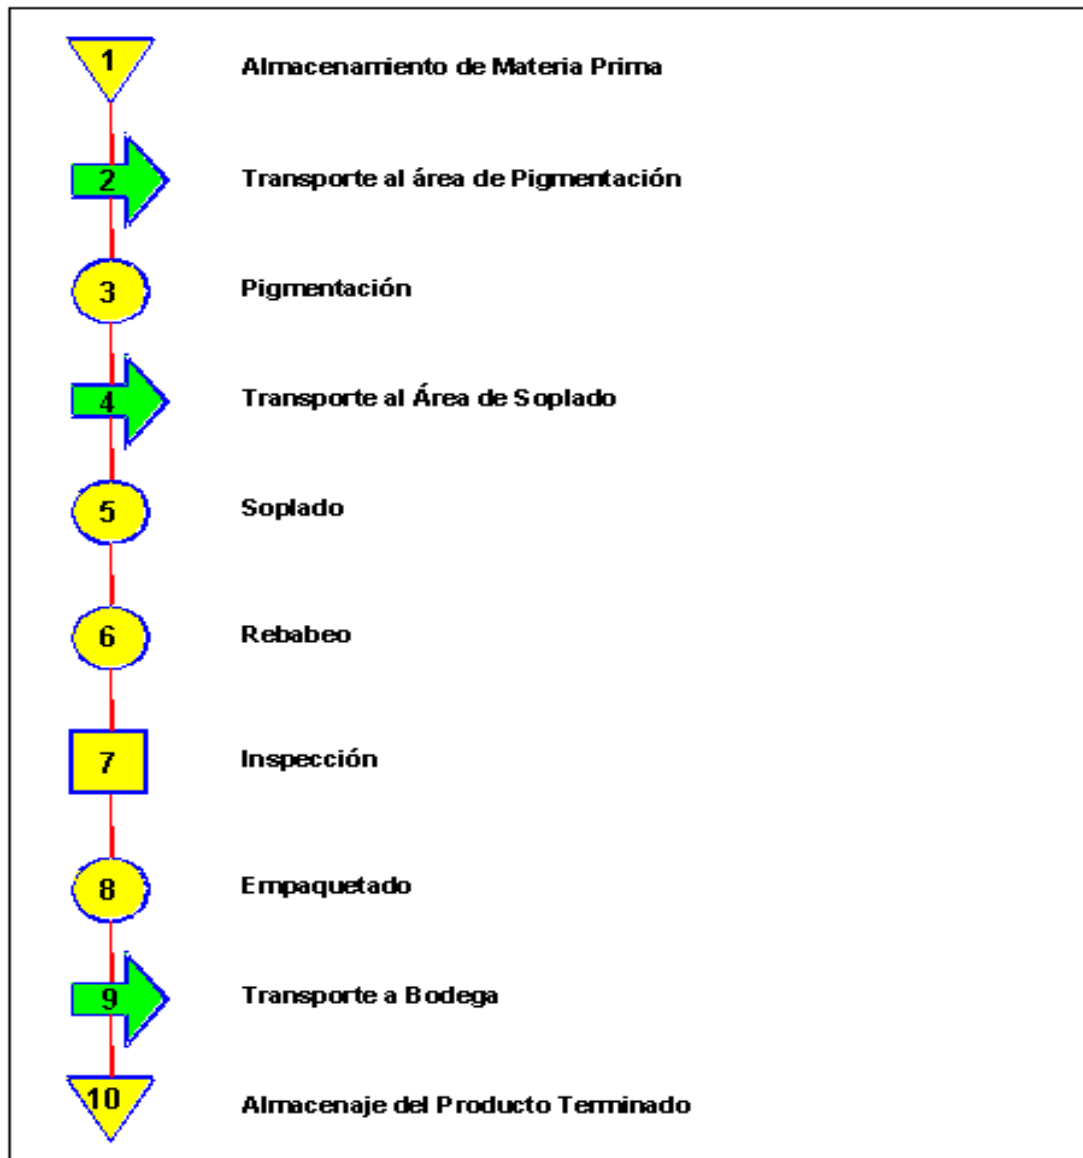 1 Almacenamiento de Materia Prima
2 Transporte al área de Pigmentación
3 Pigmentación
4 Transporte al Área de Soplado
5 Soplado
6 Rebabeo
7 Inspección
8 Empaquetado
9 Transporte a Bodega
10 Almacenaje del Producto Terminado